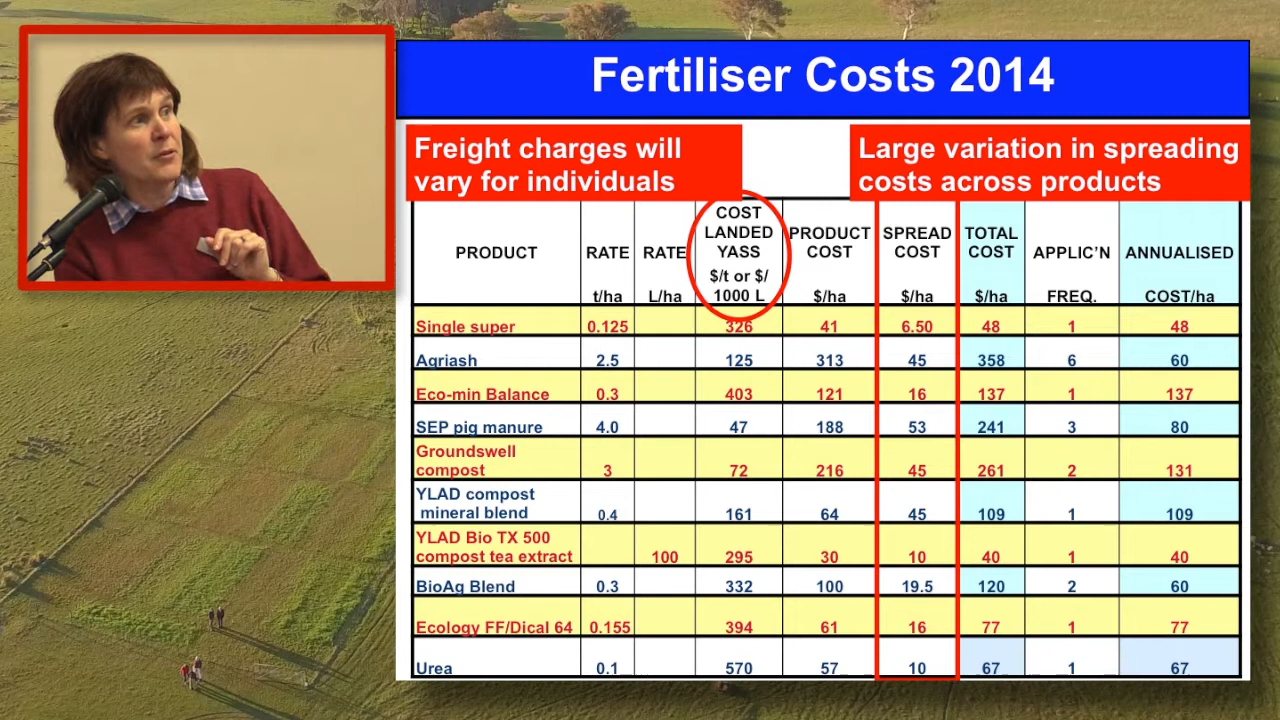 Fertiliser Costs 2014
Freight charges will
vary for individuals
Large variation in spreading
costs across products
PRODUCT RATE t/ha RATE L/ha COST LANDED YASS $/t or $/ 1000 L PRODUCT COST $/ha SPREAD COST $/ha TOTAL COST $/ha APPLIC'N FREQ. ANNUALISED COST/ha
Single super 0.125 326 41 6.50 48 1 48
Agriash 2.5 125 313 45 358 6 60
Eco-min Balance 0.3 403 121 16 137 1 137
SEP pig manure 4.0 47 188 53 241 3 80
Groundswell
compost 3 72 216 45 261 2 131
YLAD compost
mineral blend 0.4 161 64 45 109 1 109
YLAD Bio TX 500
compost tea extract 100 295 30 10 40 1 40
BioAg Blend 0.3 332 100 19.5 120 2 60
Ecology FF/Dical 64 0.155 394 61 16 77 1 77
Urea 0.1 570 57 10 67 1 67